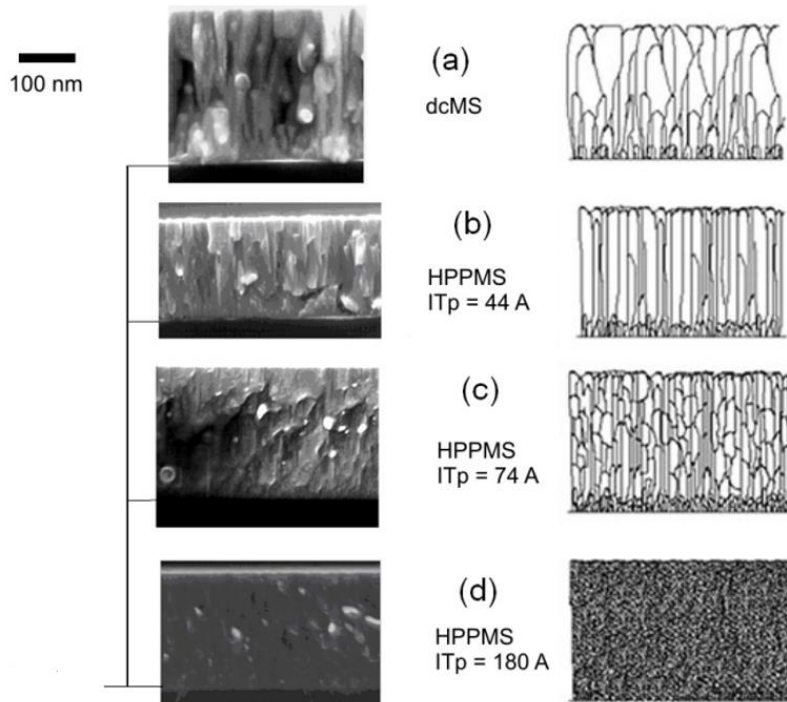 100 nm
(a)
dcMS
(b)
HPPMS
ITp = 44 A
(c)
HPPMS
ITp = 74 A
(d)
HPPMS
ITp = 180 A